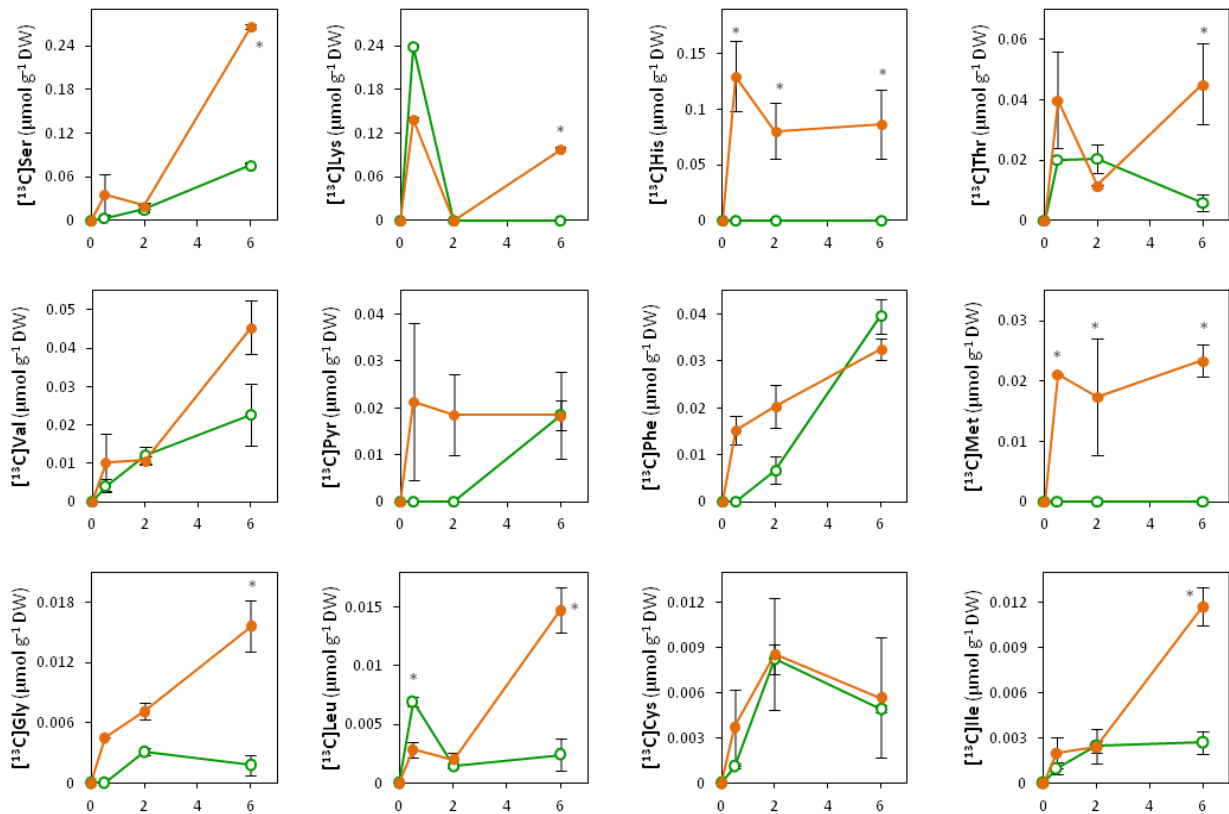 [¹³C]Ser (µmol g⁻¹ DW)
0.24
0.18
0.12
0.06
0
0 2 4 6
*
[¹³C]Lys (µmol g⁻¹ DW)
0.24
0.18
0.12
0.06
0
0 2 4 6
*
[¹³C]His (µmol g⁻¹ DW)
0.15
0.1
0.05
0
0 2 4 6
* * *
[¹³C]Thr (µmol g⁻¹ DW)
0.06
0.04
0.02
0
0 2 4 6
*
[¹³C]Val (µmol g⁻¹ DW)
0.05
0.04
0.03
0.02
0.01
0
0 2 4 6
[¹³C]Pyr (µmol g⁻¹ DW)
0.04
0.03
0.02
0.01
0
0 2 4 6
[¹³C]Phe (µmol g⁻¹ DW)
0.04
0.03
0.02
0.01
0
0 2 4 6
[¹³C]Met (µmol g⁻¹ DW)
0.03
0.02
0.01
0
0 2 4 6
* * *
[¹³C]Gly (µmol g⁻¹ DW)
0.018
0.012
0.006
0
0 2 4 6
*
[¹³C]Leu (µmol g⁻¹ DW)
0.015
0.01
0.005
0
0 2 4 6
* *
[¹³C]Cys (µmol g⁻¹ DW)
0.012
0.009
0.006
0.003
0
0 2 4 6
[¹³C]Ile (µmol g⁻¹ DW)
0.012
0.009
0.006
0.003
0
0 2 4 6
*